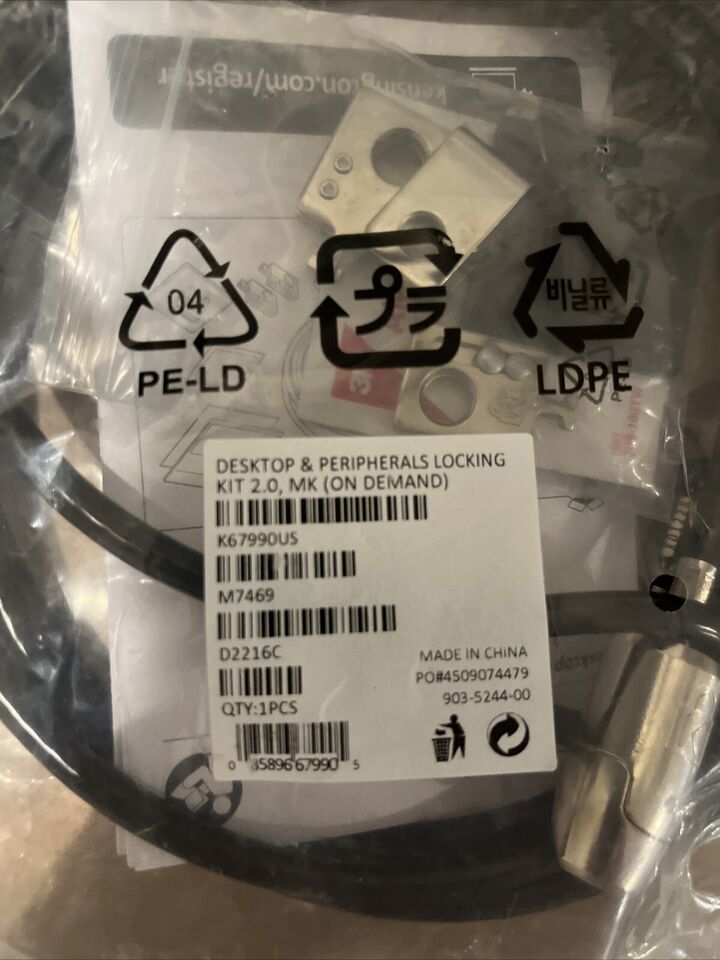 kensington.com/register
04
PE-LD
プラ
비닐류
LDPE
DESKTOP & PERIPHERALS LOCKING
KIT 2.0, MK (ON DEMAND)
K67990US
M7469
D2216C
MADE IN CHINA
PO#4509074479
QTY:1PCS
903-5244-00
0 85896 67990 5
desktop